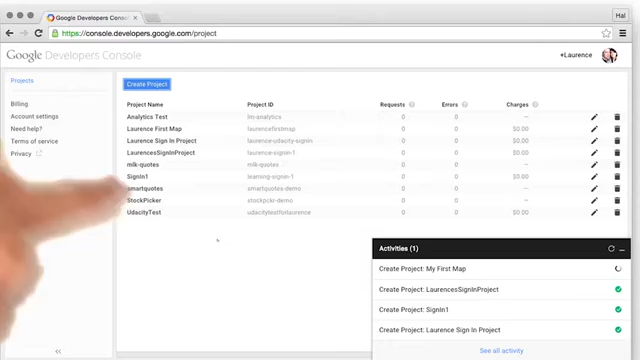 Google Developers Console
Hal
https://console.developers.google.com/project
Google Developers Console
+Laurence
Projects
Create Project
Billing
Account settings
Need help?
Terms of service
Privacy
Project Name Project ID Requests Errors Charges
Analytics Test lm-analytics 0 0 —
Laurence First Map laurencefirstmap 0 0 $0.00
Laurence Sign In Project laurence-udacity-signin 0 0 $0.00
LaurencesSignInProject laurence-signin-1 0 0 $0.00
milk-quotes milk-quotes 0 0 —
SignIn1 learning-signin-1 0 0 $0.00
smartquotes smartquotes-demo 0 0 —
StockPicker stockpckr-demo 0 0 —
UdacityTest udacitytestforlaurence 0 0 $0.00
Activities (1)
Create Project: My First Map
Create Project: LaurencesSignInProject
Create Project: SignIn1
Create Project: Laurence Sign In Project
See all activity